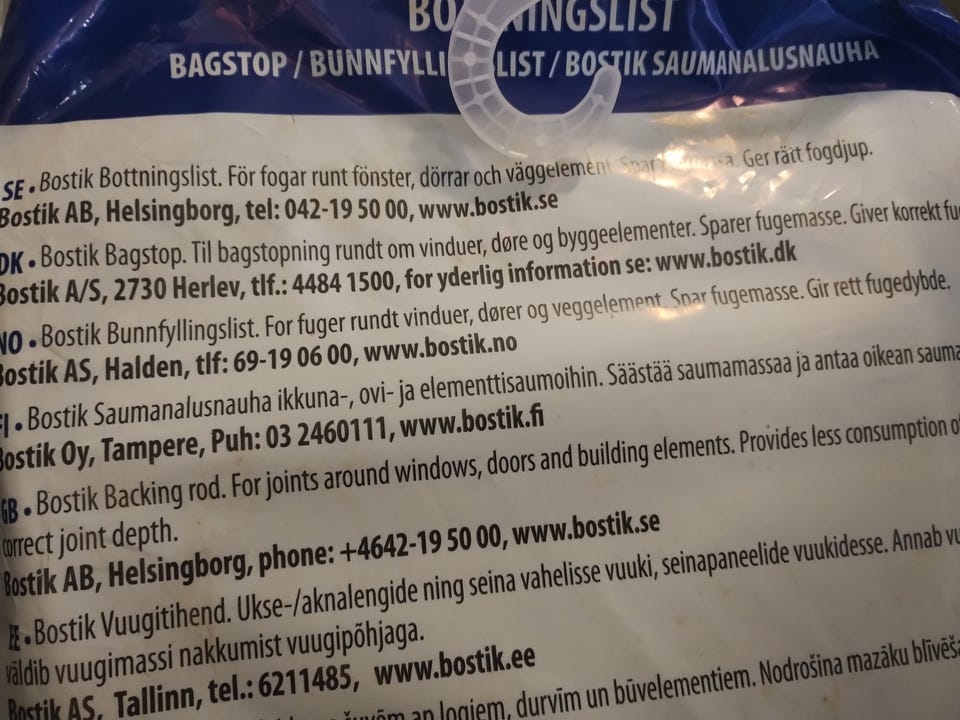 BAGSTOP / BUNNFYLLI LIST / BOSTIK SAUMANALUSNAUHA
SE • Bostik Bottningslist. För fogar runt fönster, dörrar och väggelement. Spar Ger rätt fogdjup.
Bostik AB, Helsingborg, tel: 042-19 50 00, www.bostik.se
DK • Bostik Bagstop. Til bagstopning rundt om vinduer, døre og byggeelementer. Sparer fugemasse. Giver korrekt fu
Bostik A/S, 2730 Herlev, tlf.: 4484 1500, for yderlig information se: www.bostik.dk
NO • Bostik Bunnfyllingslist. For fuger rundt vinduer, dører og veggelement. Spar fugemasse. Gir rett fugedybde.
Bostik AS, Halden, tlf: 69-19 06 00, www.bostik.no
FI • Bostik Saumanalusnauha ikkuna-, ovi- ja elementtisaumoihin. Säästää saumamassaa ja antaa oikean sauma
Bostik Oy, Tampere, Puh: 03 2460111, www.bostik.fi
GB • Bostik Backing rod. For joints around windows, doors and building elements. Provides less consumption o
correct joint depth.
Bostik AB, Helsingborg, phone: +4642-19 50 00, www.bostik.se
EE • Bostik Vuugitihend. Ukse-/aknalengide ning seina vahelisse vuuki, seinapaneelide vuukidesse. Annab vu
väldib vuugimassi nakkumist vuugipõhjaga.
Bostik AS, Tallinn, tel.: 6211485, www.bostik.ee
ap logiem, durvīm un būvelementiem. Nodrošina mazāku blīvēša